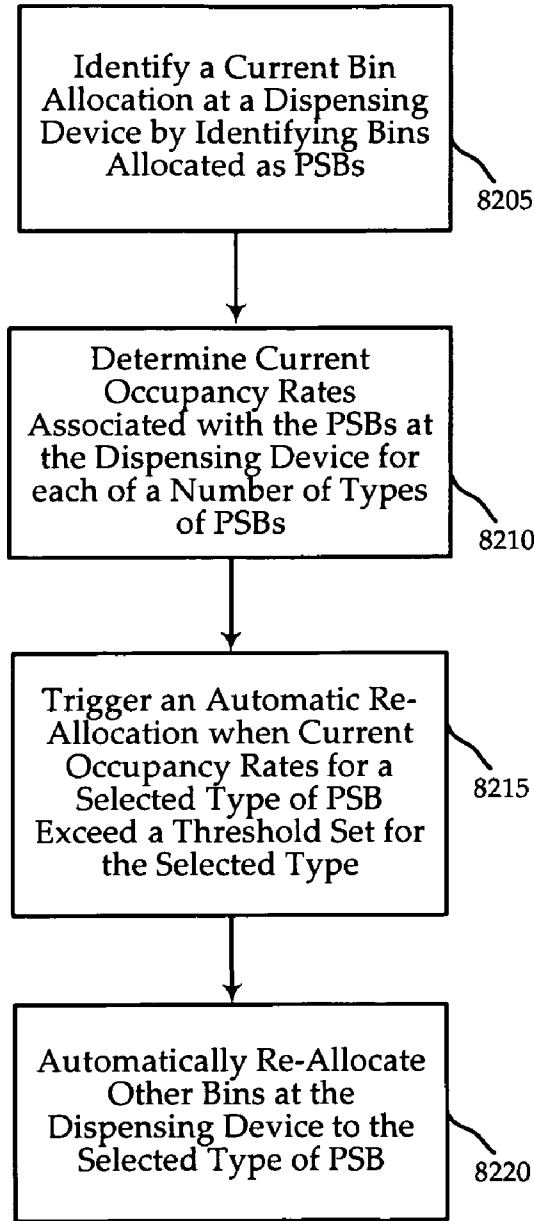 Identify a Current Bin
Allocation at a Dispensing
Device by Identifying Bins
Allocated as PSBs
8205
Determine Current
Occupancy Rates
Associated with the PSBs at
the Dispensing Device for
each of a Number of Types
of PSBs
8210
Trigger an Automatic Re-
Allocation when Current
Occupancy Rates for a
Selected Type of PSB
Exceed a Threshold Set for
the Selected Type
8215
Automatically Re-Allocate
Other Bins at the
Dispensing Device to the
Selected Type of PSB
8220